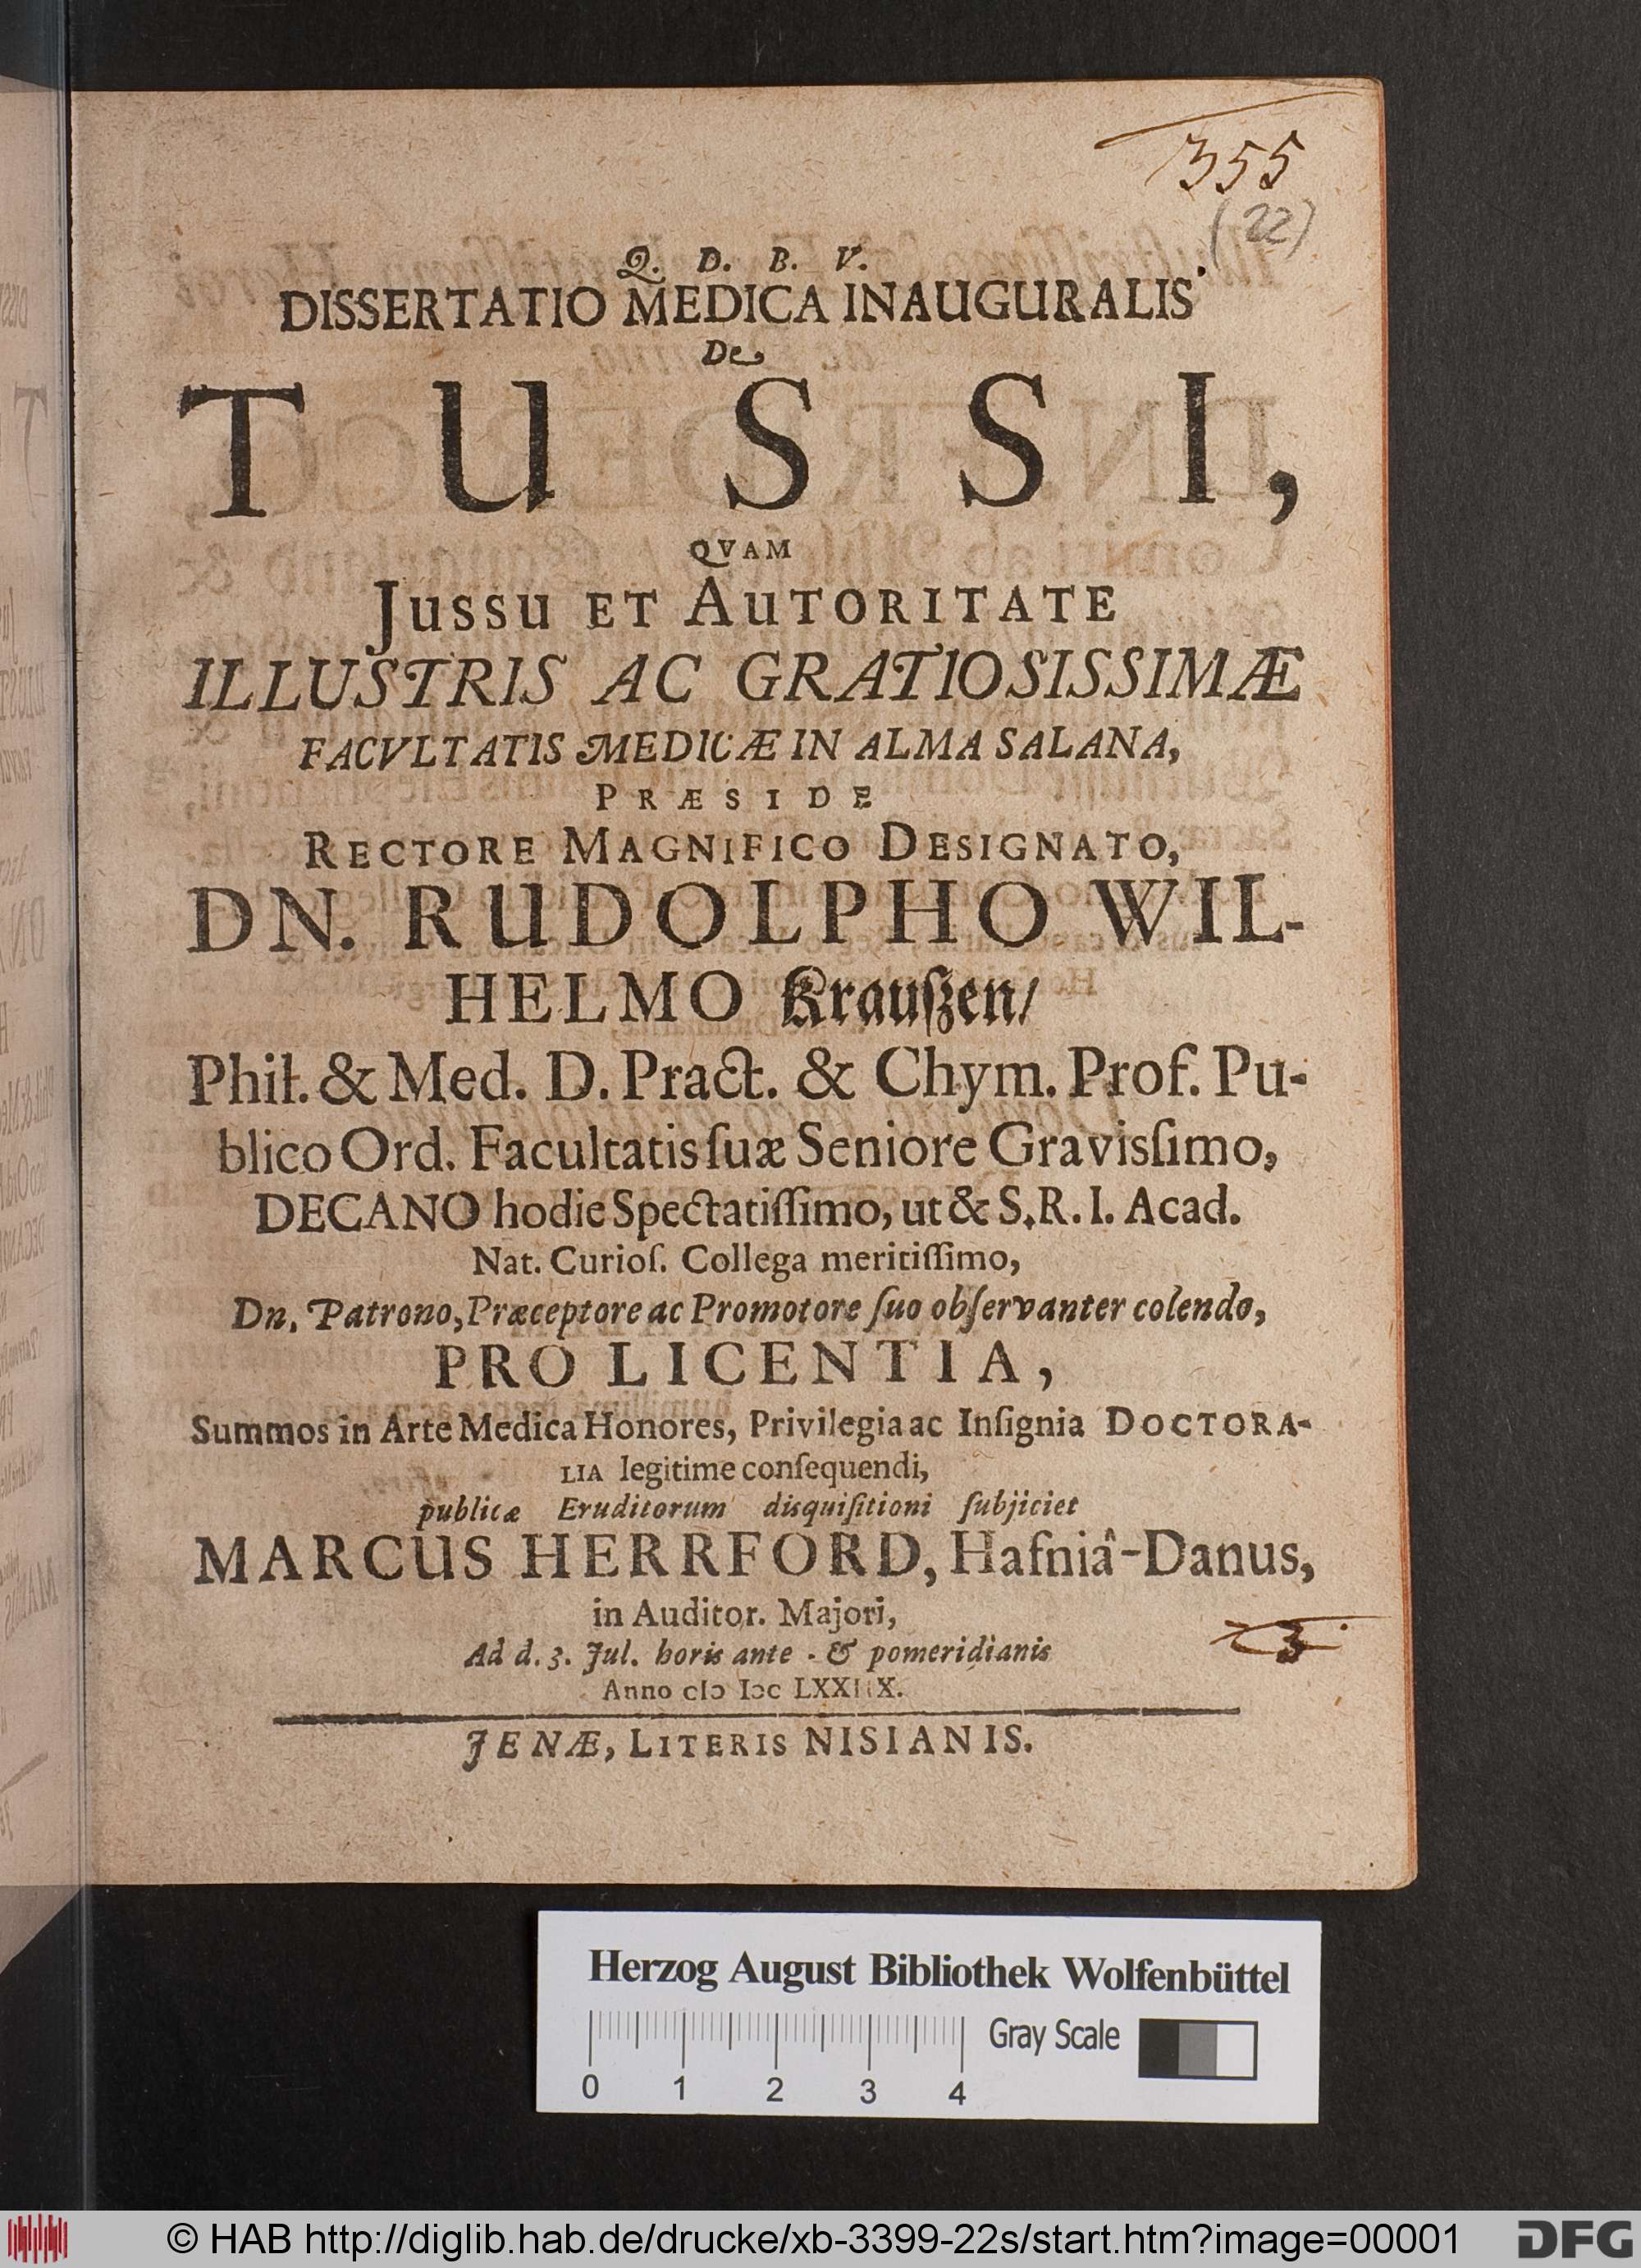 355
(22)
Q. D. B. V.
DISSERTATIO MEDICA INAUGURALIS
De
TUSSI,
QVAM
JUSSU ET AUTORITATE
ILLUSTRIS AC GRATIOSISSIMÆ
FACVLTATIS MEDICÆ IN ALMA SALANA,
PRÆSIDE
RECTORE MAGNIFICO DESIGNATO,
DN. RUDOLPHO WIL-
HELMO Krauſzen/
Phil. & Med. D. Pract. & Chym. Prof. Pu-
blico Ord. Facultatis ſuæ Seniore Gravisſimo,
DECANO hodie Spectatiſſimo, ut & S. R. I. Acad.
Nat. Curioſ. Collega meritiſſimo,
Dn. Patrono, Præceptore ac Promotore ſuo obſervanter colendo,
PRO LICENTIA,
Summos in Arte Medica Honores, Privilegia ac Inſignia DOCTORA-
LIA legitime conſequendi,
publicæ Eruditorum disquiſitioni ſubjiciet
MARCUS HERRFORD, Hafniâ-Danus,
in Auditor. Majori,
Ad d. 3. Jul. horis ante- & pomeridianis
Anno cIɔ Iɔc LXXIIX.
JENÆ, LITERIS NISIANIS.
Herzog August Bibliothek Wolfenbüttel
Gray Scale
0 1 2 3 4
© HAB http://diglib.hab.de/drucke/xb-3399-22s/start.htm?image=00001
DFG